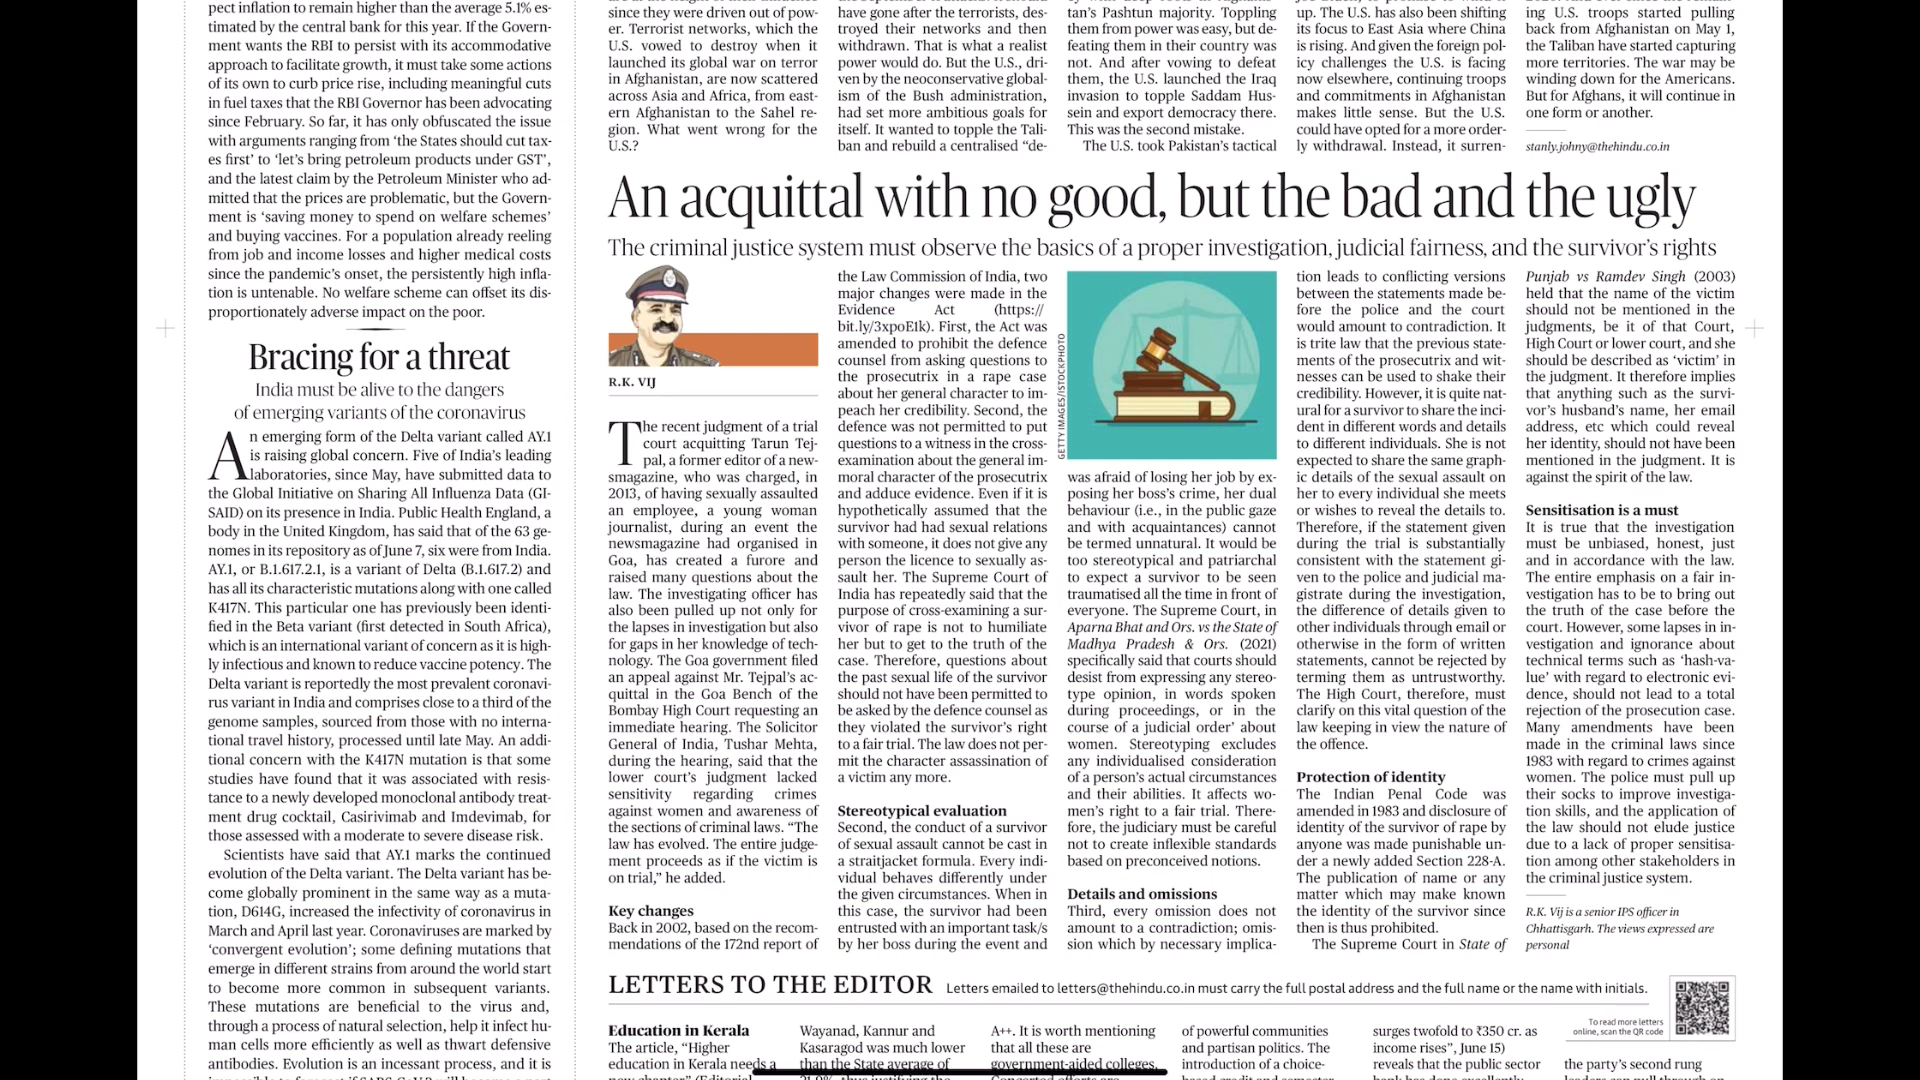 pect inflation to remain higher than the average 5.1% es-
timated by the central bank for this year. If the Govern-
ment wants the RBI to persist with its accommodative
approach to facilitate growth, it must take some actions
of its own to curb price rise, including meaningful cuts
in fuel taxes that the RBI Governor has been advocating
since February. So far, it has only obfuscated the issue
with arguments ranging from ‘the States should cut tax-
es first’ to ‘let’s bring petroleum products under GST’,
and the latest claim by the Petroleum Minister who ad-
mitted that the prices are problematic, but the Govern-
ment is ‘saving money to spend on welfare schemes’
and buying vaccines. For a population already reeling
from job and income losses and higher medical costs
since the pandemic’s onset, the persistently high infla-
tion is untenable. No welfare scheme can offset its dis-
proportionately adverse impact on the poor.
Bracing for a threat
India must be alive to the dangers
of emerging variants of the coronavirus
An emerging form of the Delta variant called AY.1
is raising global concern. Five of India’s leading
laboratories, since May, have submitted data to
the Global Initiative on Sharing All Influenza Data (GI-
SAID) on its presence in India. Public Health England, a
body in the United Kingdom, has said that of the 63 ge-
nomes in its repository as of June 7, six were from India.
AY.1, or B.1.617.2.1, is a variant of Delta (B.1.617.2) and
has all its characteristic mutations along with one called
K417N. This particular one has previously been identi-
fied in the Beta variant (first detected in South Africa),
which is an international variant of concern as it is high-
ly infectious and known to reduce vaccine potency. The
Delta variant is reportedly the most prevalent coronavi-
rus variant in India and comprises close to a third of the
genome samples, sourced from those with no interna-
tional travel history, processed until late May. An addi-
tional concern with the K417N mutation is that some
studies have found that it was associated with resis-
tance to a newly developed monoclonal antibody treat-
ment drug cocktail, Casirivimab and Imdevimab, for
those assessed with a moderate to severe disease risk.
Scientists have said that AY.1 marks the continued
evolution of the Delta variant. The Delta variant has be-
come globally prominent in the same way as a muta-
tion, D614G, increased the infectivity of coronavirus in
March and April last year. Coronaviruses are marked by
‘convergent evolution’; some defining mutations that
emerge in different strains from around the world start
to become more common in subsequent variants.
These mutations are beneficial to the virus and,
through a process of natural selection, help it infect hu-
man cells more efficiently as well as thwart defensive
antibodies. Evolution is an incessant process, and it is
since they were driven out of pow-
er. Terrorist networks, which the
U.S. vowed to destroy when it
launched its global war on terror
in Afghanistan, are now scattered
across Asia and Africa, from east-
ern Afghanistan to the Sahel re-
gion. What went wrong for the
U.S.?
have gone after the terrorists, des-
troyed their networks and then
withdrawn. That is what a realist
power would do. But the U.S., dri-
ven by the neoconservative global-
ism of the Bush administration,
had set more ambitious goals for
itself. It wanted to topple the Tali-
ban and rebuild a centralised “de-
tan’s Pashtun majority. Toppling
them from power was easy, but de-
feating them in their country was
not. And after vowing to defeat
them, the U.S. launched the Iraq
invasion to topple Saddam Hus-
sein and export democracy there.
This was the second mistake.
The U.S. took Pakistan’s tactical
up. The U.S. has also been shifting
its focus to East Asia where China
is rising. And given the foreign pol-
icy challenges the U.S. is facing
now elsewhere, continuing troops
and commitments in Afghanistan
makes little sense. But the U.S.
could have opted for a more order-
ly withdrawal. Instead, it surren-
ing U.S. troops started pulling
back from Afghanistan on May 1,
the Taliban have started capturing
more territories. The war may be
winding down for the Americans.
But for Afghans, it will continue in
one form or another.
stanly.johny@thehindu.co.in
An acquittal with no good, but the bad and the ugly
The criminal justice system must observe the basics of a proper investigation, judicial fairness, and the survivor’s rights
R.K. VIJ
The recent judgment of a trial
court acquitting Tarun Tej-
pal, a former editor of a new-
smagazine, who was charged, in
2013, of having sexually assaulted
an employee, a young woman
journalist, during an event the
newsmagazine had organised in
Goa, has created a furore and
raised many questions about the
law. The investigating officer has
also been pulled up not only for
the lapses in investigation but also
for gaps in her knowledge of tech-
nology. The Goa government filed
an appeal against Mr. Tejpal’s ac-
quittal in the Goa Bench of the
Bombay High Court requesting an
immediate hearing. The Solicitor
General of India, Tushar Mehta,
during the hearing, said that the
lower court’s judgment lacked
sensitivity regarding crimes
against women and awareness of
the sections of criminal laws. “The
law has evolved. The entire judge-
ment proceeds as if the victim is
on trial,” he added.
Key changes
Back in 2002, based on the recom-
mendations of the 172nd report of
the Law Commission of India, two
major changes were made in the
Evidence Act (https://
bit.ly/3xpoEIk). First, the Act was
amended to prohibit the defence
counsel from asking questions to
the prosecutrix in a rape case
about her general character to im-
peach her credibility. Second, the
defence was not permitted to put
questions to a witness in the cross-
examination about the general im-
moral character of the prosecutrix
and adduce evidence. Even if it is
hypothetically assumed that the
survivor had had sexual relations
with someone, it does not give any
person the licence to sexually as-
sault her. The Supreme Court of
India has repeatedly said that the
purpose of cross-examining a sur-
vivor of rape is not to humiliate
her but to get to the truth of the
case. Therefore, questions about
the past sexual life of the survivor
should not have been permitted to
be asked by the defence counsel as
they violated the survivor’s right
to a fair trial. The law does not per-
mit the character assassination of
a victim any more.
Stereotypical evaluation
Second, the conduct of a survivor
of sexual assault cannot be cast in
a straitjacket formula. Every indi-
vidual behaves differently under
the given circumstances. When in
this case, the survivor had been
entrusted with an important task/s
by her boss during the event and
GETTY IMAGES/ISTOCKPHOTO
was afraid of losing her job by ex-
posing her boss’s crime, her dual
behaviour (i.e., in the public gaze
and with acquaintances) cannot
be termed unnatural. It would be
too stereotypical and patriarchal
to expect a survivor to be seen
traumatised all the time in front of
everyone. The Supreme Court, in
Aparna Bhat and Ors. vs the State of
Madhya Pradesh & Ors. (2021)
specifically said that courts should
desist from expressing any stereo-
type opinion, in words spoken
during proceedings, or in the
course of a judicial order’ about
women. Stereotyping excludes
any individualised consideration
of a person’s actual circumstances
and their abilities. It affects wo-
men’s right to a fair trial. There-
fore, the judiciary must be careful
not to create inflexible standards
based on preconceived notions.
Details and omissions
Third, every omission does not
amount to a contradiction; omis-
sion which by necessary implica-
tion leads to conflicting versions
between the statements made be-
fore the police and the court
would amount to contradiction. It
is trite law that the previous state-
ments of the prosecutrix and wit-
nesses can be used to shake their
credibility. However, it is quite nat-
ural for a survivor to share the inci-
dent in different words and details
to different individuals. She is not
expected to share the same graph-
ic details of the sexual assault on
her to every individual she meets
or wishes to reveal the details to.
Therefore, if the statement given
during the trial is substantially
consistent with the statement gi-
ven to the police and judicial ma-
gistrate during the investigation,
the difference of details given to
other individuals through email or
otherwise in the form of written
statements, cannot be rejected by
terming them as untrustworthy.
The High Court, therefore, must
clarify on this vital question of the
law keeping in view the nature of
the offence.
Protection of identity
The Indian Penal Code was
amended in 1983 and disclosure of
identity of the survivor of rape by
anyone was made punishable un-
der a newly added Section 228-A.
The publication of name or any
matter which may make known
the identity of the survivor since
then is thus prohibited.
The Supreme Court in State of
Punjab vs Ramdev Singh (2003)
held that the name of the victim
should not be mentioned in the
judgments, be it of that Court,
High Court or lower court, and she
should be described as ‘victim’ in
the judgment. It therefore implies
that anything such as the survi-
vor’s husband’s name, her email
address, etc which could reveal
her identity, should not have been
mentioned in the judgment. It is
against the spirit of the law.
Sensitisation is a must
It is true that the investigation
must be unbiased, honest, just
and in accordance with the law.
The entire emphasis on a fair in-
vestigation has to be to bring out
the truth of the case before the
court. However, some lapses in in-
vestigation and ignorance about
technical terms such as ‘hash-va-
lue’ with regard to electronic evi-
dence, should not lead to a total
rejection of the prosecution case.
Many amendments have been
made in the criminal laws since
1983 with regard to crimes against
women. The police must pull up
their socks to improve investiga-
tion skills, and the application of
the law should not elude justice
due to a lack of proper sensitisa-
tion among other stakeholders in
the criminal justice system.
R.K. Vij is a senior IPS officer in
Chhattisgarh. The views expressed are
personal
LETTERS TO THE EDITOR Letters emailed to letters@thehindu.co.in must carry the full postal address and the full name or the name with initials.
To read more letters
online, scan the QR code
Education in Kerala
The article, “Higher
education in Kerala needs a
Wayanad, Kannur and
Kasaragod was much lower
than the State average of
A++. It is worth mentioning
that all these are
government-aided colleges.
of powerful communities
and partisan politics. The
introduction of a choice-
surges twofold to ₹350 cr. as
income rises”, June 15)
reveals that the public sector
the party’s second rung